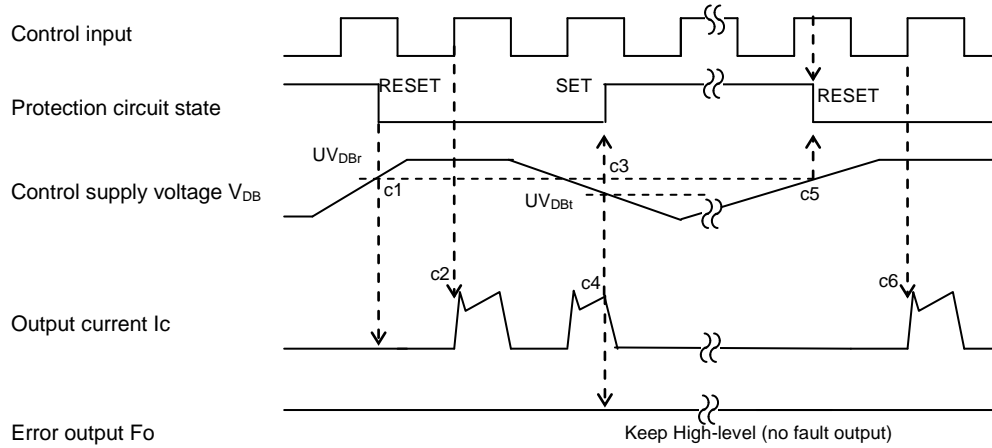 Control input
RESET
SET
Protection circuit state
RESET
UVDBr
c3
c1
Control supply voltage VDB
UVDBt
c5
c2
c4
c6
Output current Ic
Error output Fo
Keep High-level (no fault output)